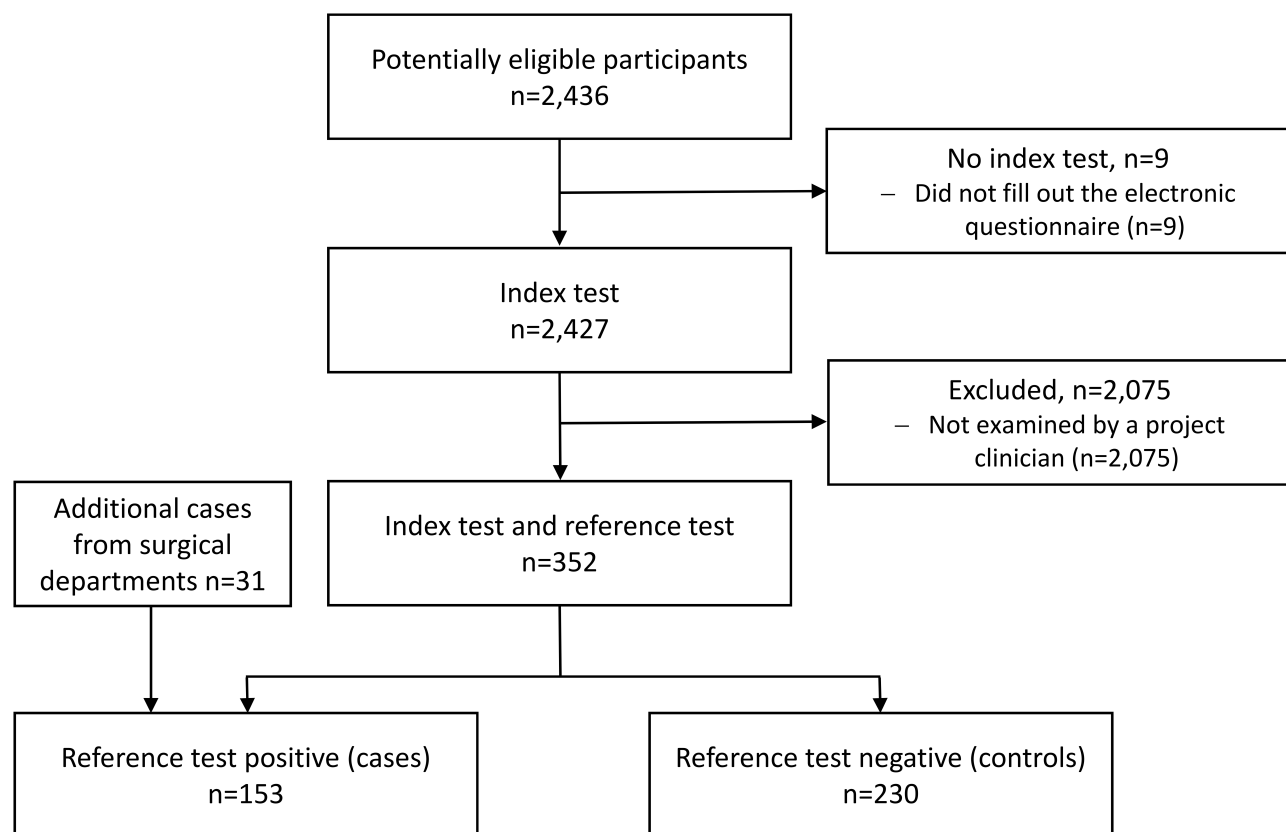 Potentially eligible participants
n=2,436
No index test, n=9
– Did not fill out the electronic
questionnaire (n=9)
Index test
n=2,427
Excluded, n=2,075
– Not examined by a project
clinician (n=2,075)
Additional cases
from surgical
departments n=31
Index test and reference test
n=352
Reference test positive (cases)
n=153
Reference test negative (controls)
n=230